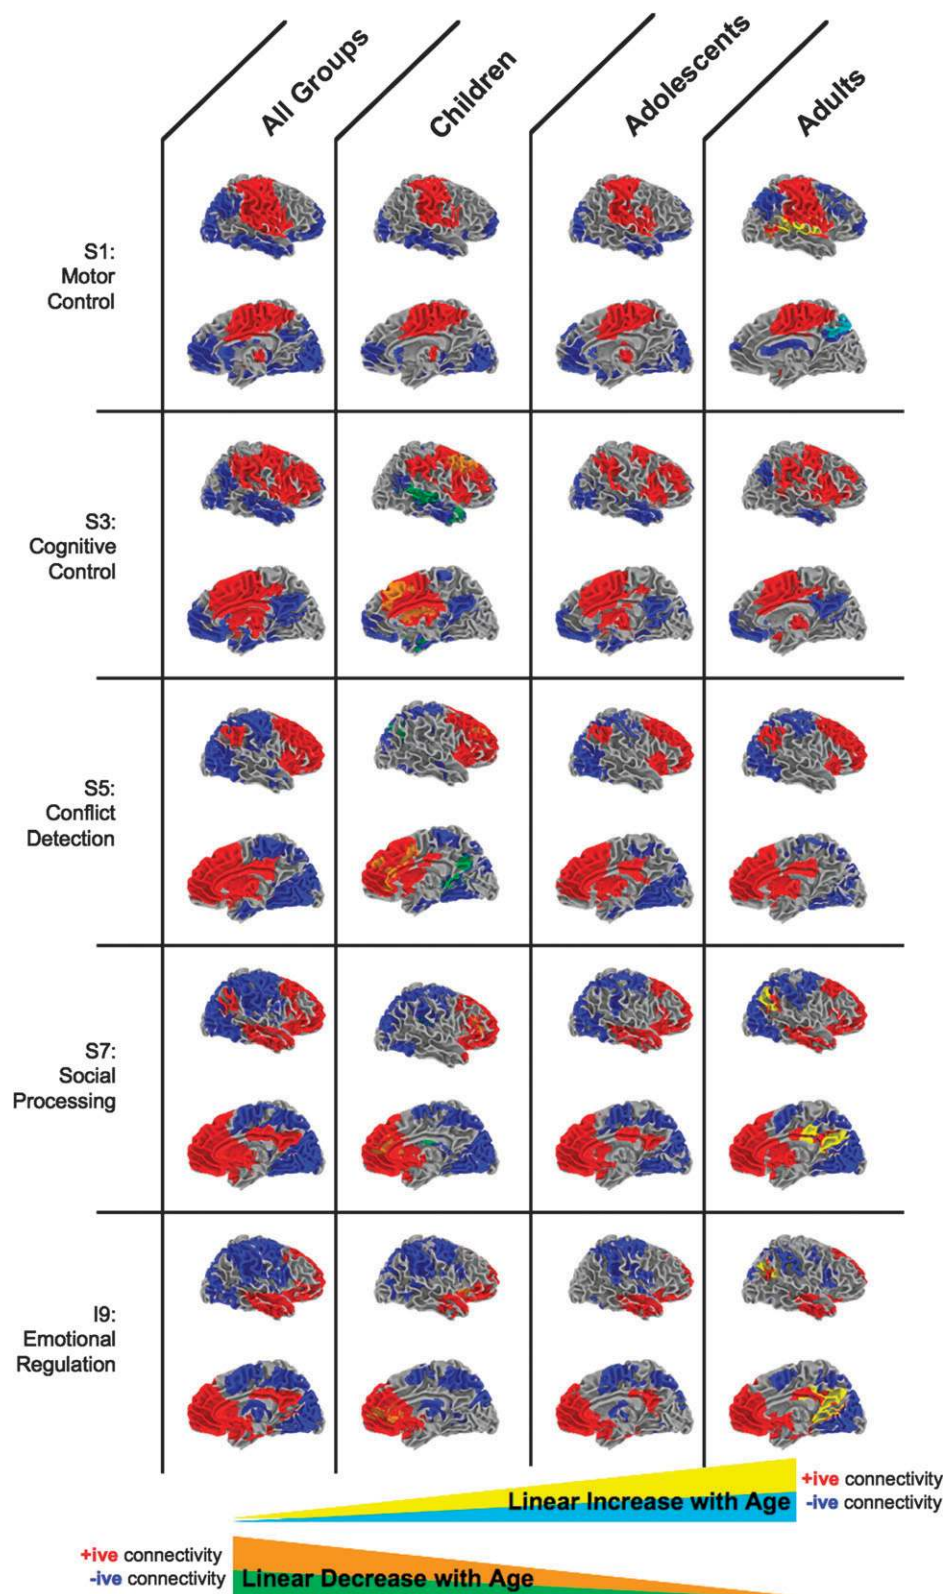 All Groups
Children
Adolescents
Adults
S1:
Motor
Control
S3:
Cognitive
Control
S5:
Conflict
Detection
S7:
Social
Processing
I9:
Emotional
Regulation
Linear Increase with Age
+ive connectivity
-ive connectivity
+ive connectivity
-ive connectivity
Linear Decrease with Age